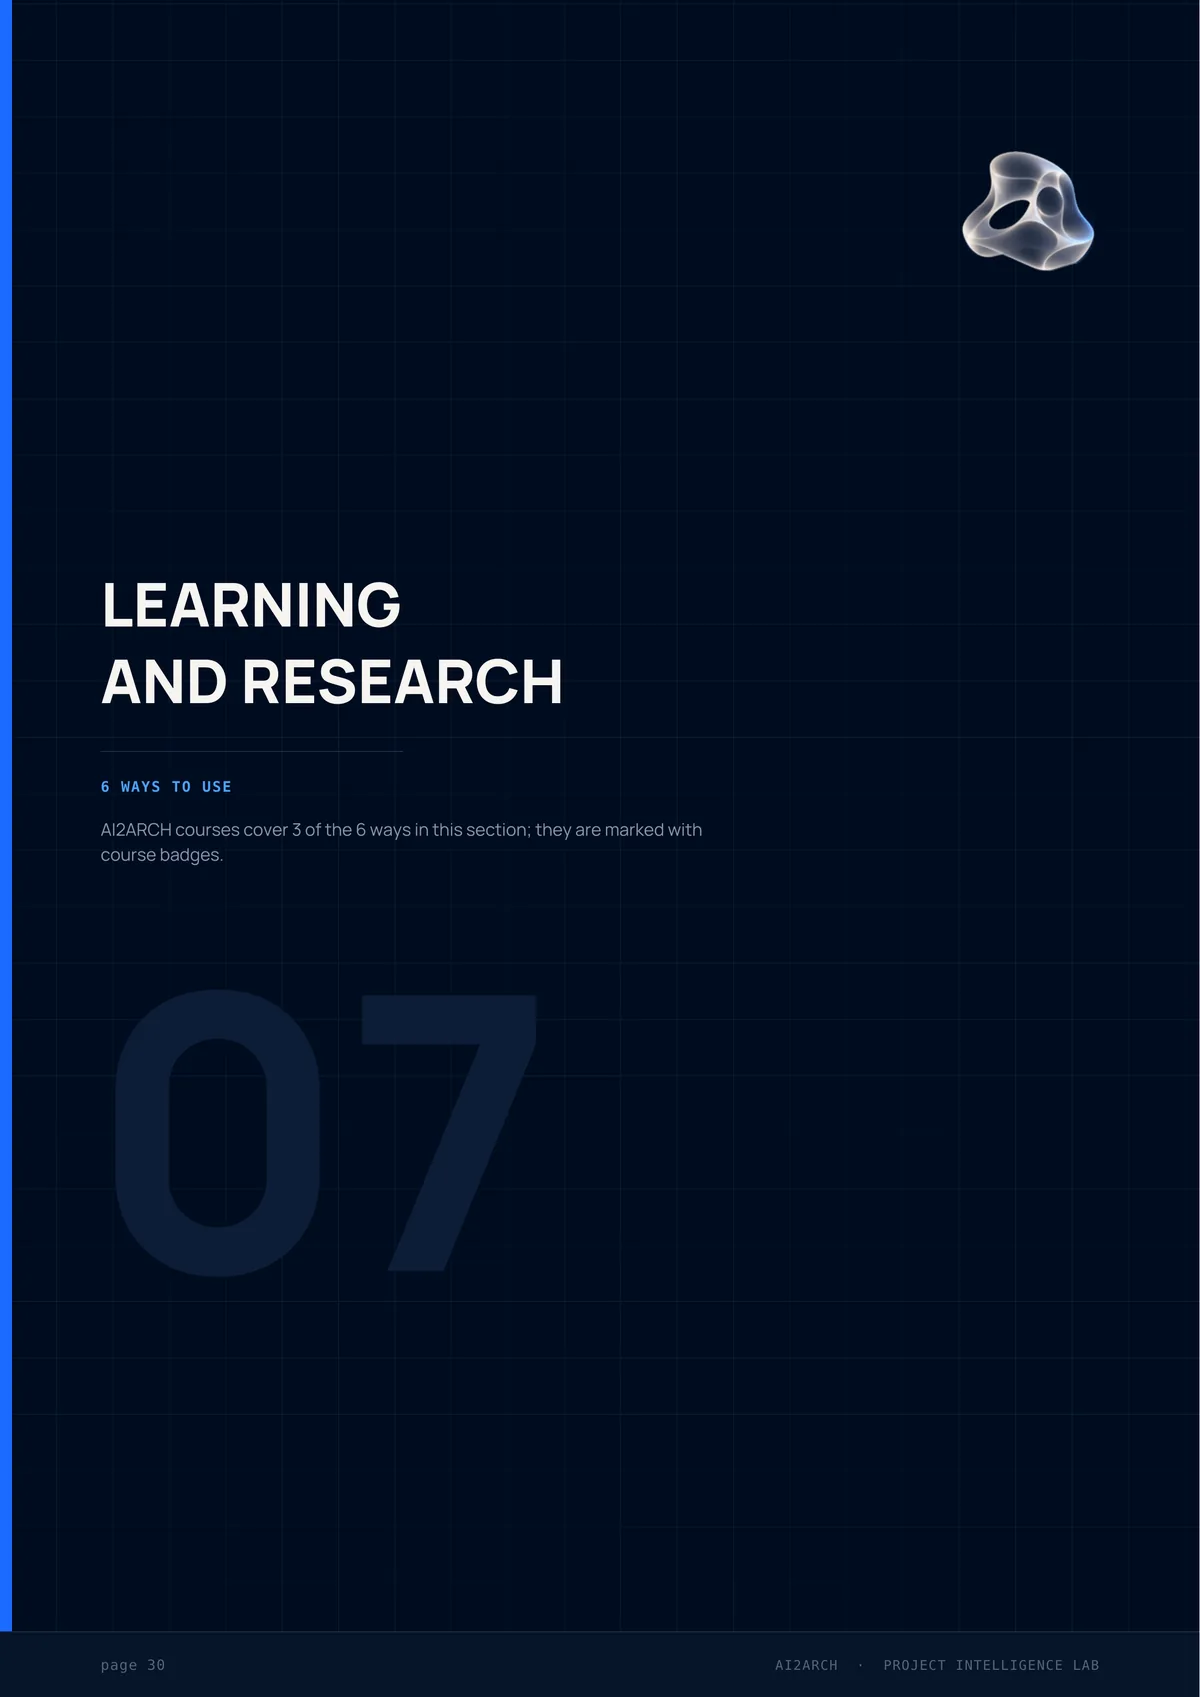 LEARNING
AND RESEARCH
6 WAYS TO USE
AI2ARCH courses cover 3 of the 6 ways in this section; they are marked with
course badges.
07
page 30
AI2ARCH · PROJECT INTELLIGENCE LAB